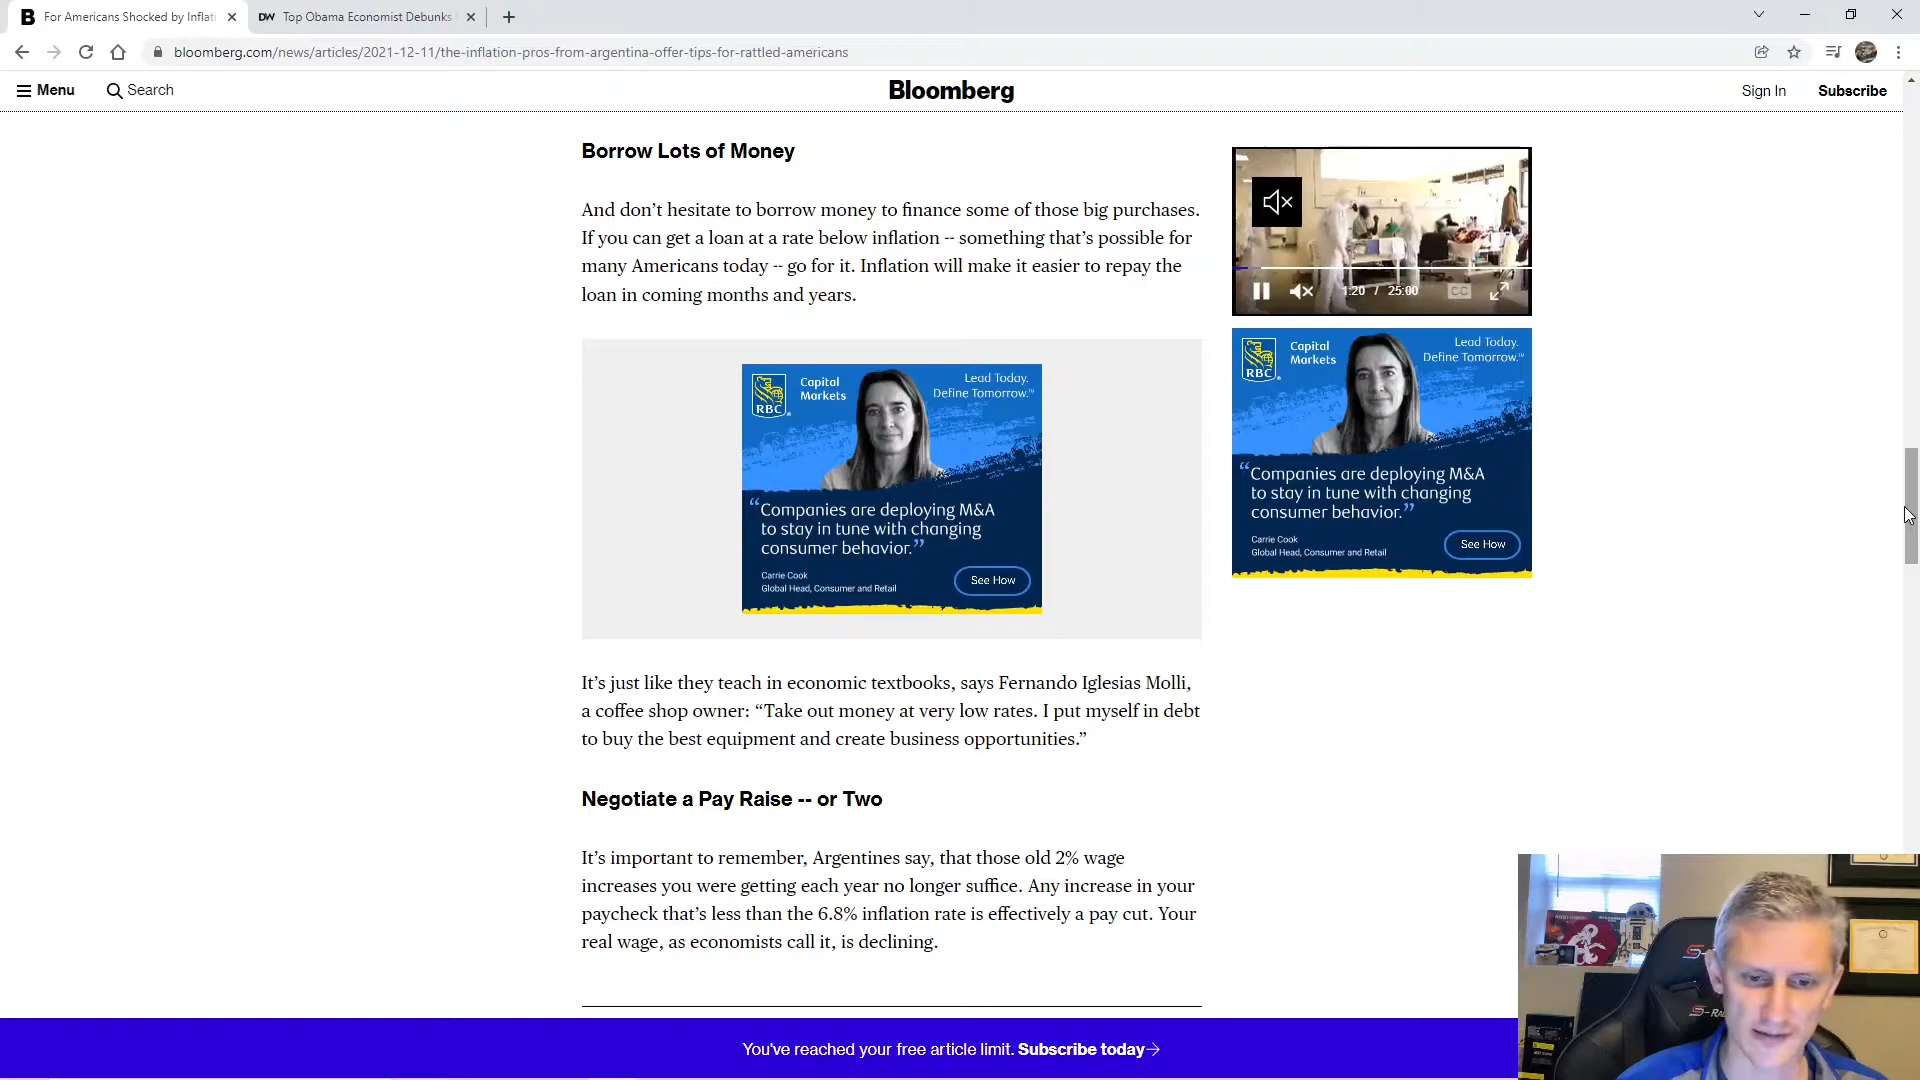 For Americans Shocked by Inflati
DW Top Obama Economist Debunks
bloomberg.com/news/articles/2021-12-11/the-inflation-pros-from-argentina-offer-tips-for-rattled-americans
Menu
Search
Bloomberg
Sign In
Subscribe
Borrow Lots of Money
And don’t hesitate to borrow money to finance some of those big purchases.
If you can get a loan at a rate below inflation -- something that’s possible for
many Americans today -- go for it. Inflation will make it easier to repay the
loan in coming months and years.
1:20 / 25:00
CC
RBC
Capital
Markets
Lead Today.
Define Tomorrow.™
“Companies are deploying M&A
to stay in tune with changing
consumer behavior.”
Carrie Cook
Global Head, Consumer and Retail
See How
RBC
Capital
Markets
Lead Today.
Define Tomorrow.™
“Companies are deploying M&A
to stay in tune with changing
consumer behavior.”
Carrie Cook
Global Head, Consumer and Retail
See How
It’s just like they teach in economic textbooks, says Fernando Iglesias Molli,
a coffee shop owner: “Take out money at very low rates. I put myself in debt
to buy the best equipment and create business opportunities.”
Negotiate a Pay Raise -- or Two
It’s important to remember, Argentines say, that those old 2% wage
increases you were getting each year no longer suffice. Any increase in your
paycheck that’s less than the 6.8% inflation rate is effectively a pay cut. Your
real wage, as economists call it, is declining.
You've reached your free article limit. Subscribe today